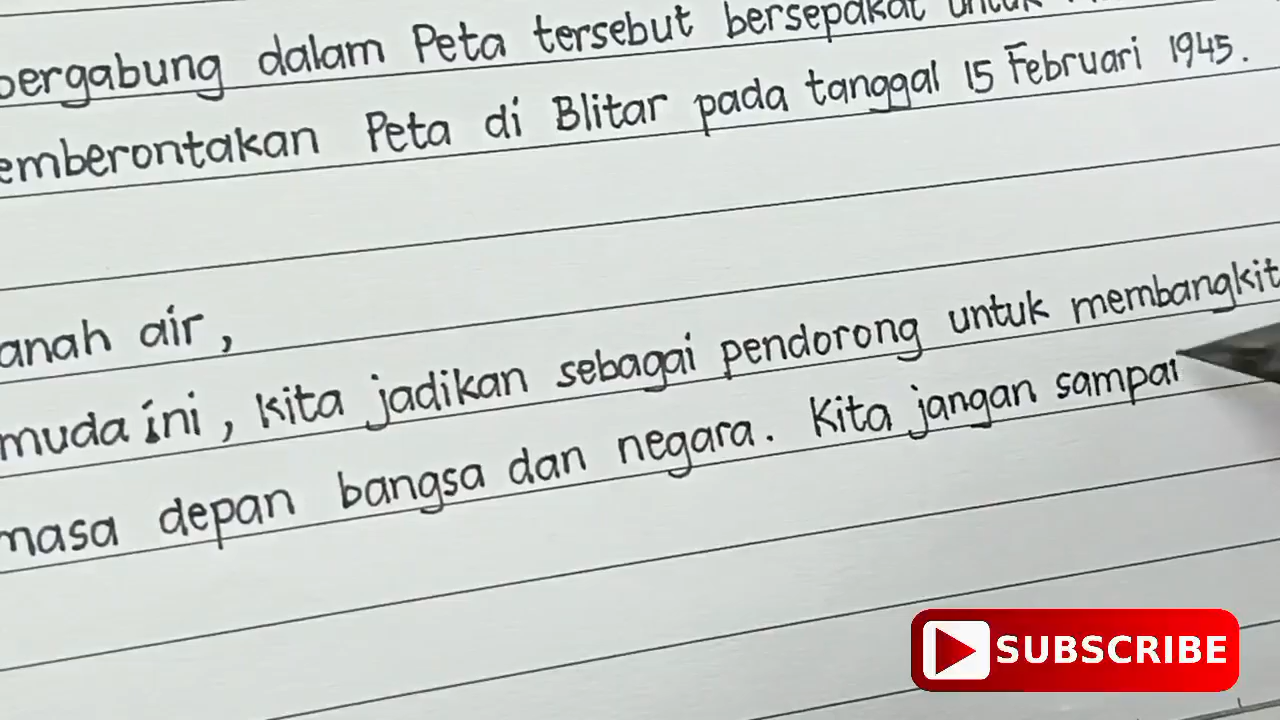 bergabung dalam Peta tersebut bersepakat untuk
emberontakan Peta di Blitar pada tanggal 15 Februari 1945.
anah air,
muda ini, kita jadikan sebagai pendorong untuk membangkit
masa depan bangsa dan negara. Kita jangan sampai
SUBSCRIBE